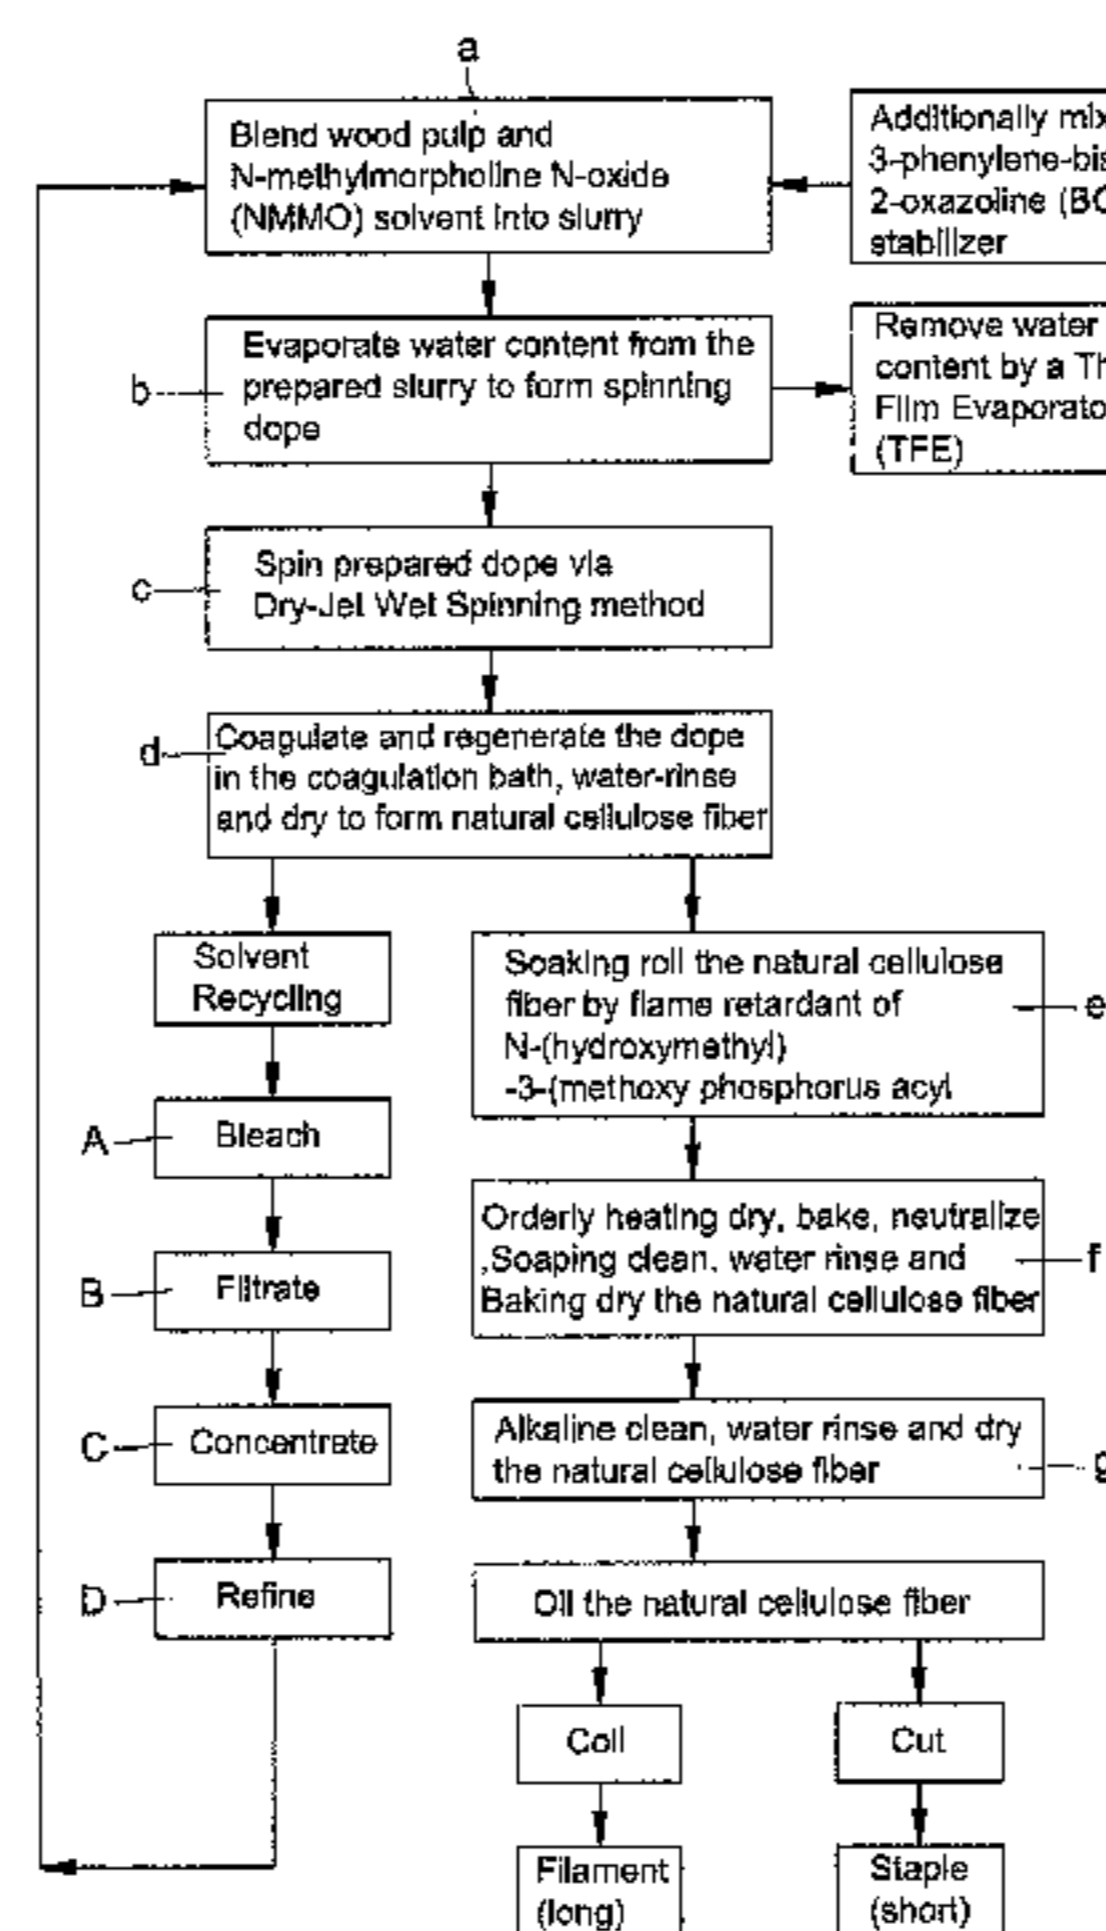 a
Blend wood pulp and
N-methylmorpholine N-oxide
(NMMO) solvent into slurry
Additionally mix
3-phenylene-bis
2-oxazoline
stabilizer
b
Evaporate water content from the
prepared slurry to form spinning
dope
Remove water
content by a
Film
(TFE)
c
Spin prepared dope via
Dry-Jet Wet Spinning method
d
Coagulate and regenerate the dope
in the coagulation bath, water-rinse
and dry to form natural cellulose fiber
Solvent
Recycling
Soaking roll the natural cellulose
fiber by flame retardant of
N-(hydroxymethyl)
-3-(methoxy phosphorus acyl
e
A
Bleach
Orderly heating dry, bake, neutralize
,Soaping clean, water rinse and
Baking dry the natural cellulose fiber
f
B
Filtrate
C
Concentrate
Alkaline clean, water rinse and dry
the natural cellulose fiber
g
D
Refine
Oil the natural cellulose fiber
Coil
Cut
Filament
(long)
Staple
(short)